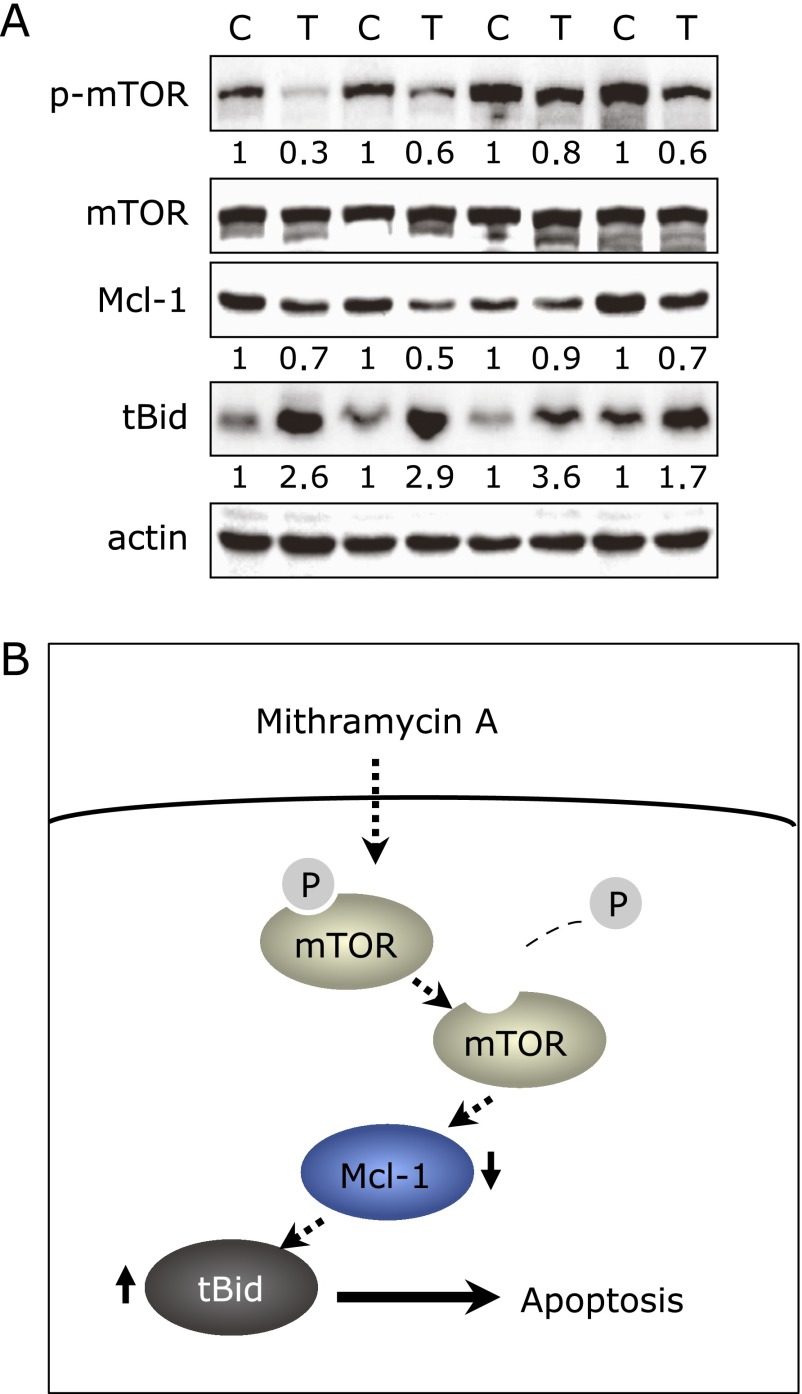 A
C T C T C T C T
p-mTOR
1 0.3 1 0.6 1 0.8 1 0.6
mTOR
Mcl-1
1 0.7 1 0.5 1 0.9 1 0.7
tBid
1 2.6 1 2.9 1 3.6 1 1.7
actin
B
Mithramycin A
P
mTOR
P
mTOR
Mcl-1
tBid
Apoptosis